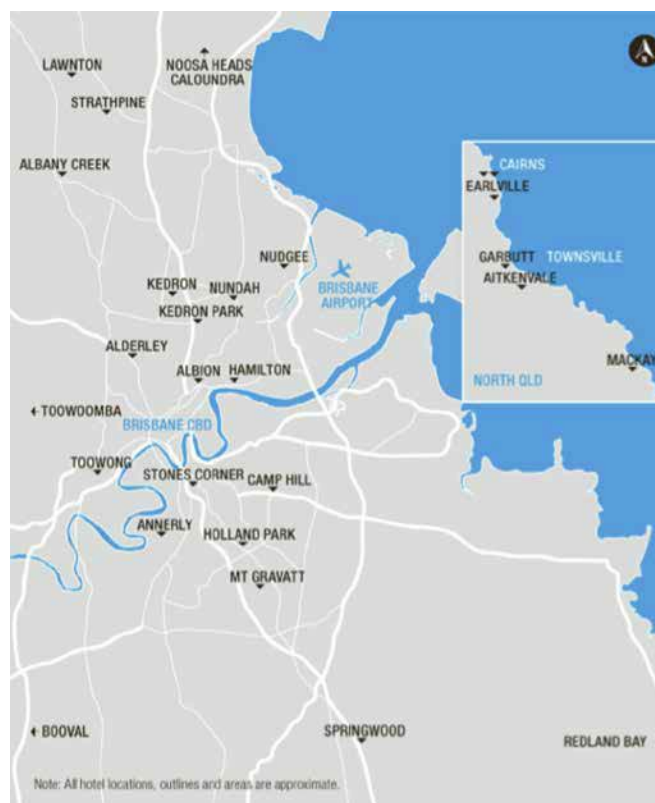 NOOSA HEADS
CALOUNDRA
LAWNTON
N
STRATHPINE
ALBANY CREEK
CAIRNS
EARLVILLE
NUDGEE
GARBUTT
TOWNSVILLE
AITKENVALE
KEDRON
NUNDAH
BRISBANE
AIRPORT
KEDRON PARK
ALDERLEY
MACKAY
ALBION
HAMILTON
NORTH QLD
TOOWOOMBA
BRISBANE CBD
TOOWONG
STONES CORNER
CAMP HILL
ANNERLY
HOLLAND PARK
MT GRAVATT
BOOVAL
SPRINGWOOD
REDLAND BAY
Note: All hotel locations, outlines and areas are approximate.